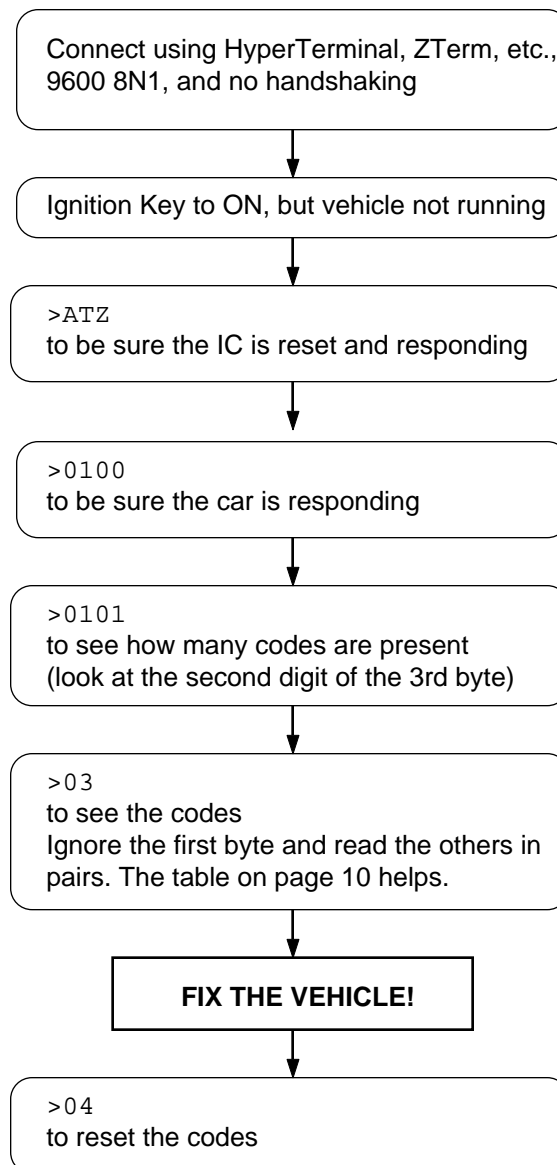 Connect using HyperTerminal, ZTerm, etc.,
9600 8N1, and no handshaking
Ignition Key to ON, but vehicle not running
>ATZ
to be sure the IC is reset and responding
>0100
to be sure the car is responding
>0101
to see how many codes are present
(look at the second digit of the 3rd byte)
>03
to see the codes
Ignore the first byte and read the others in
pairs. The table on page 10 helps.
FIX THE VEHICLE!
>04
to reset the codes